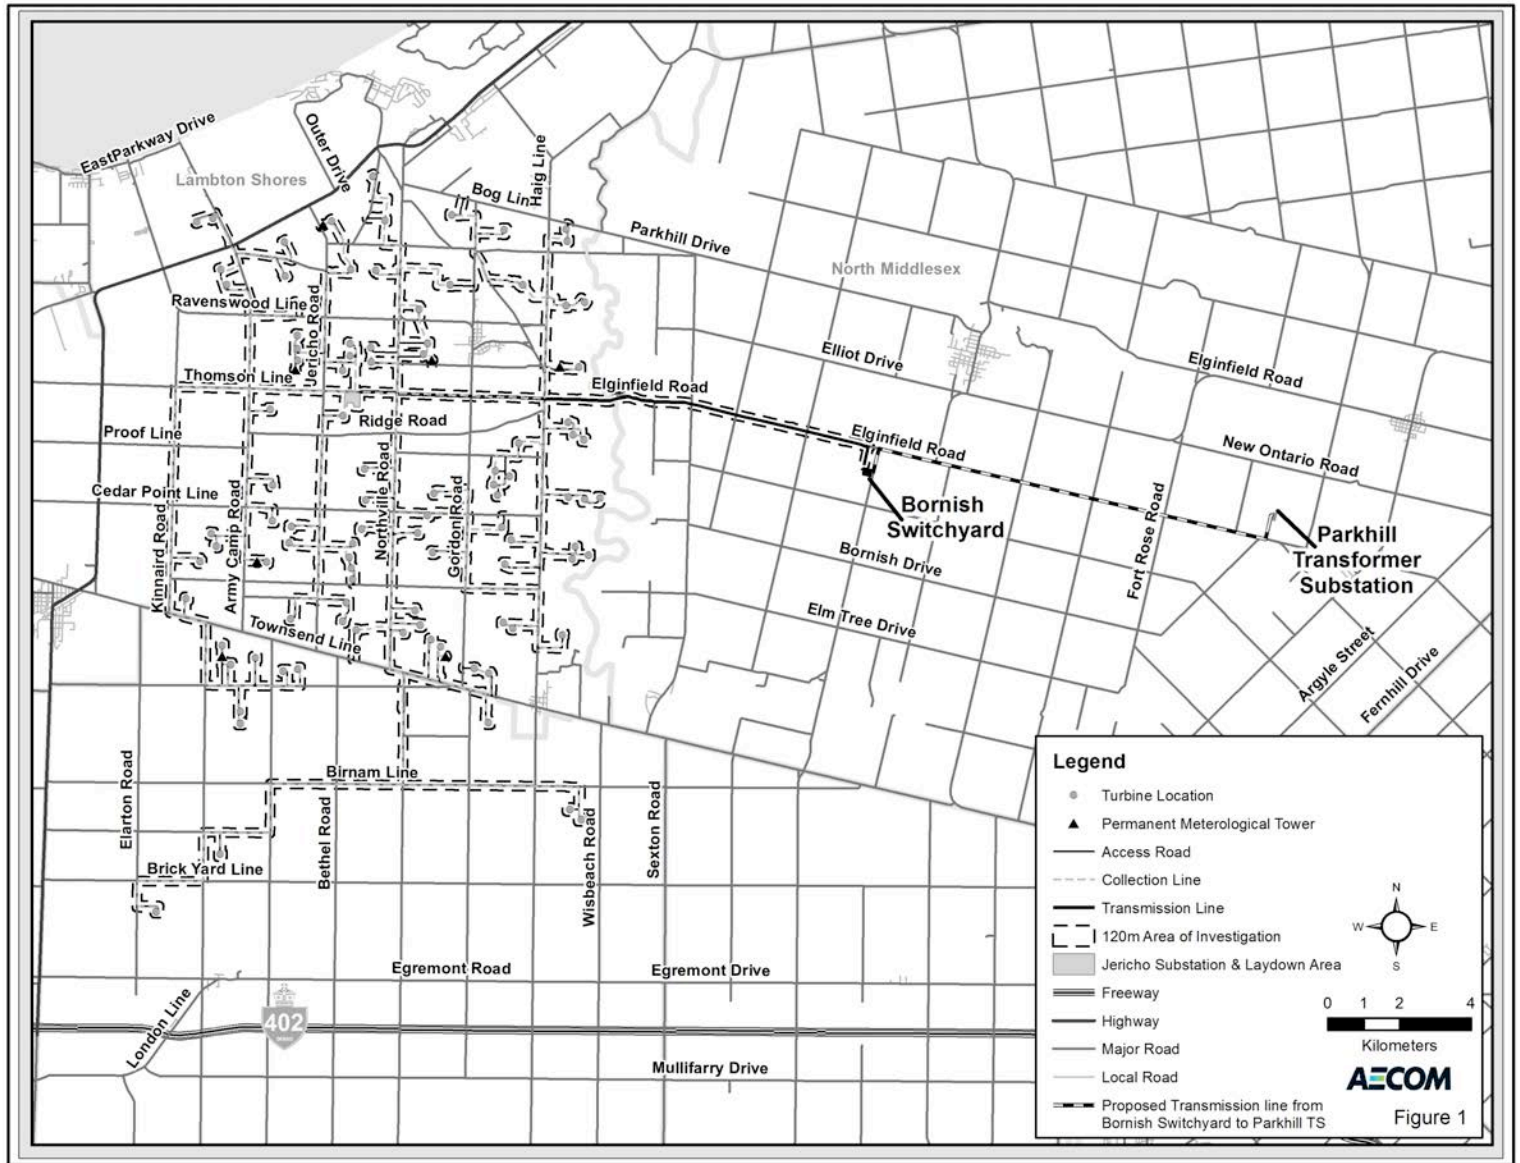 EastParkway Drive
Outer Drive
Lambton Shores
Haig Line
Bog Lin
Parkhill Drive
North Middlesex
Ravenswood Line
Jericho Road
Thomson Line
Elginfield Road
Elliot Drive
Elginfield Road
Ridge Road
Proof Line
Elginfield Road
New Ontario Road
Cedar Point Line
Kinnaird Road
Army Camp Road
Northville Road
Gordon Road
Bornish
Switchyard
Parkhill
Transformer
Substation
Fort Rose Road
Bornish Drive
Elm Tree Drive
Townsend Line
Argyle Street
Fernhill Drive
Birnam Line
Elarton Road
Bethel Road
Wisbeach Road
Sexton Road
Brick Yard Line
Egremont Road
Egremont Drive
London Line
402
Mullifarry Drive
Legend
Turbine Location
Permanent Meterological Tower
Access Road
Collection Line
Transmission Line
120m Area of Investigation
Jericho Substation & Laydown Area
Freeway
Highway
Major Road
Local Road
Proposed Transmission line from
Bornish Switchyard to Parkhill TS
N
W E
S
0 1 2 4
Kilometers
AECOM
Figure 1